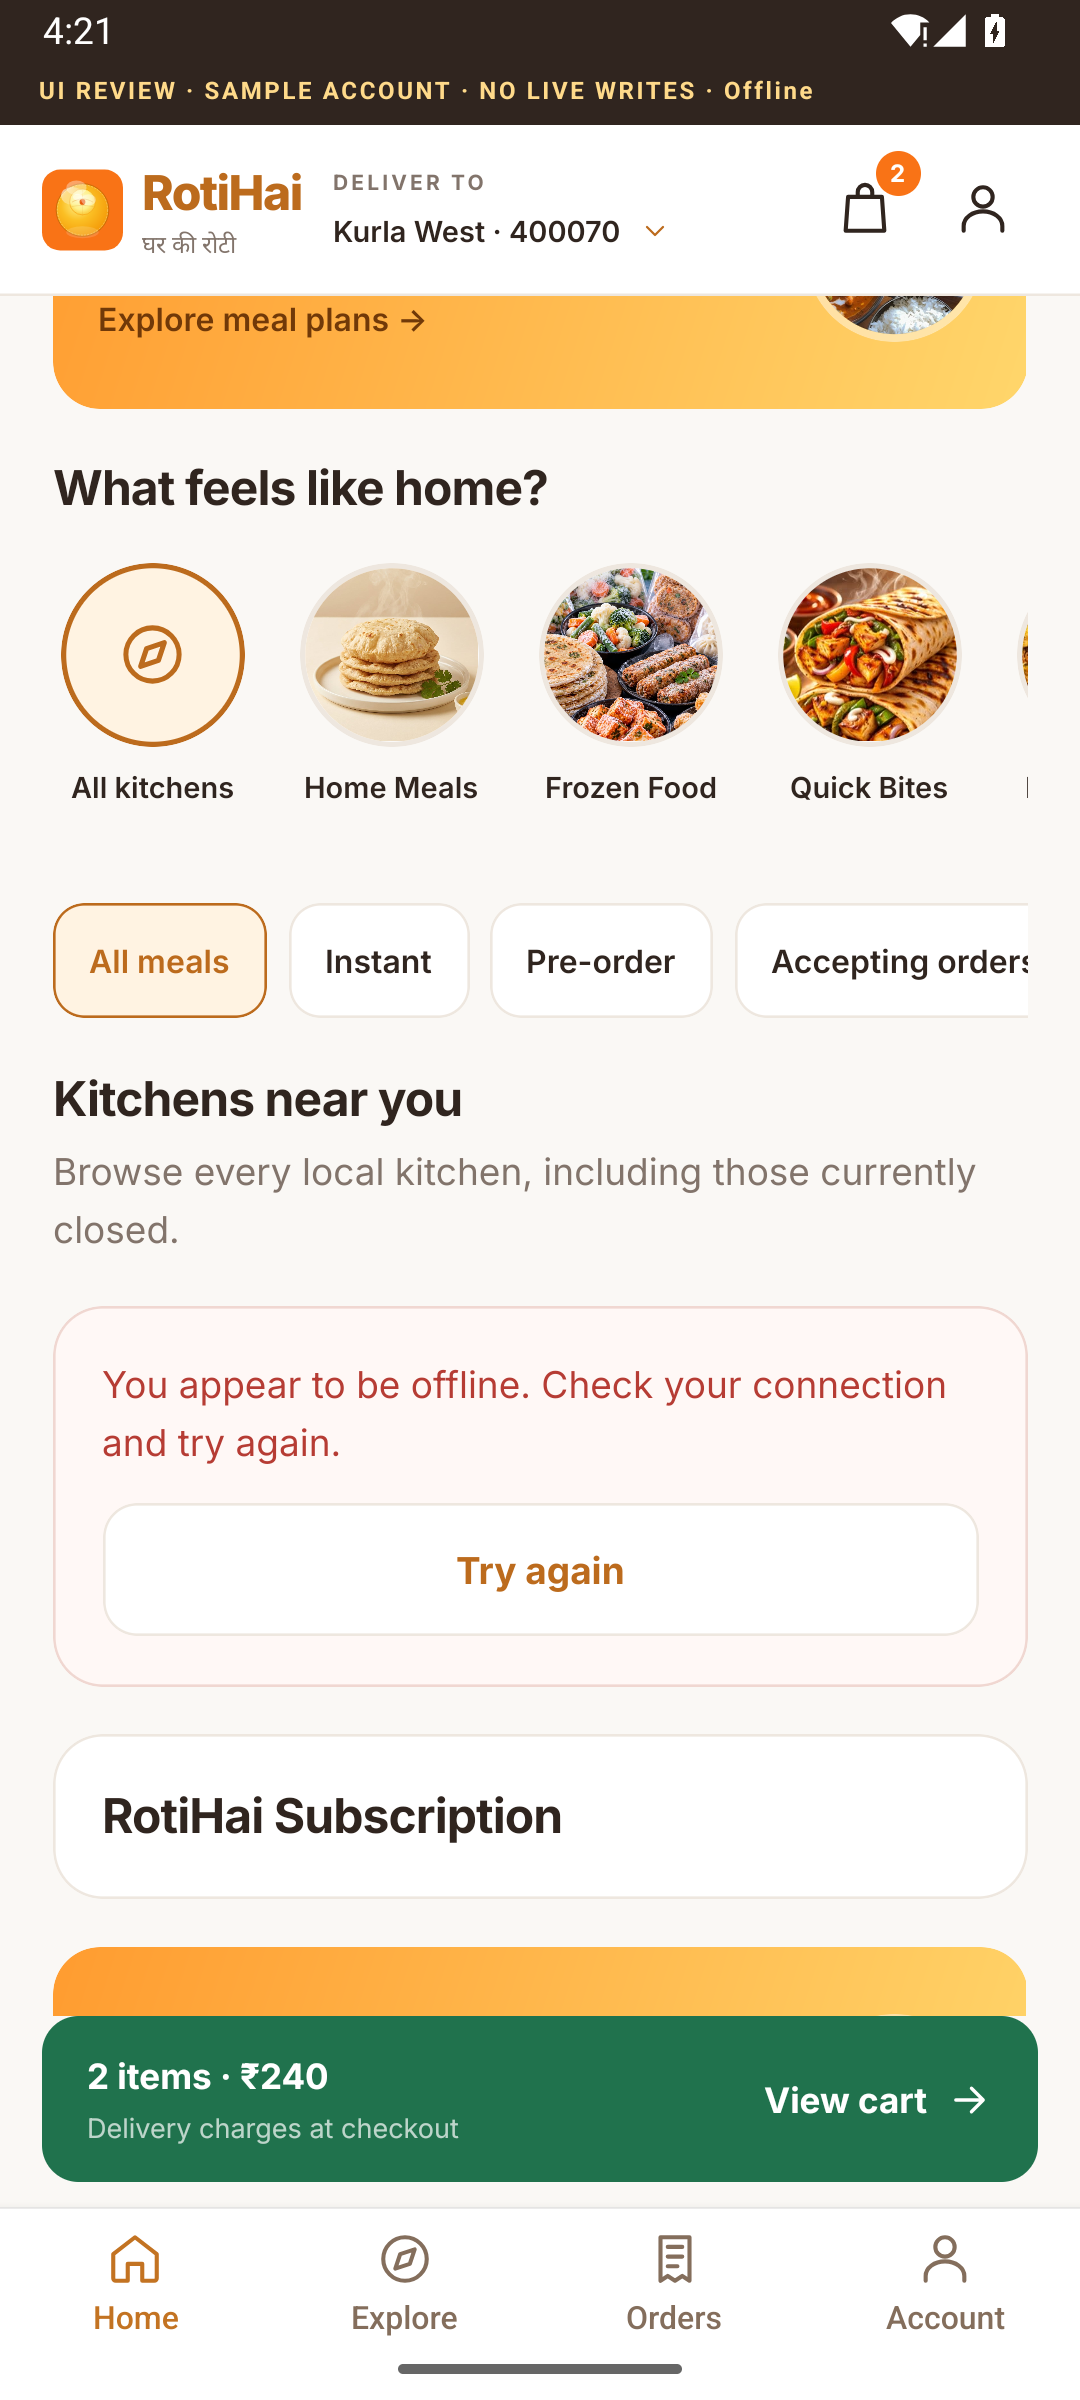 4:21
UI REVIEW · SAMPLE ACCOUNT · NO LIVE WRITES · Offline
RotiHai
घर की रोटी
DELIVER TO
Kurla West · 400070
2
Explore meal plans →
What feels like home?
All kitchens
Home Meals
Frozen Food
Quick Bites
All meals
Instant
Pre-order
Accepting orders
Kitchens near you
Browse every local kitchen, including those currently
closed.
You appear to be offline. Check your connection
and try again.
Try again
RotiHai Subscription
2 items · ₹240
Delivery charges at checkout
View cart →
Home
Explore
Orders
Account